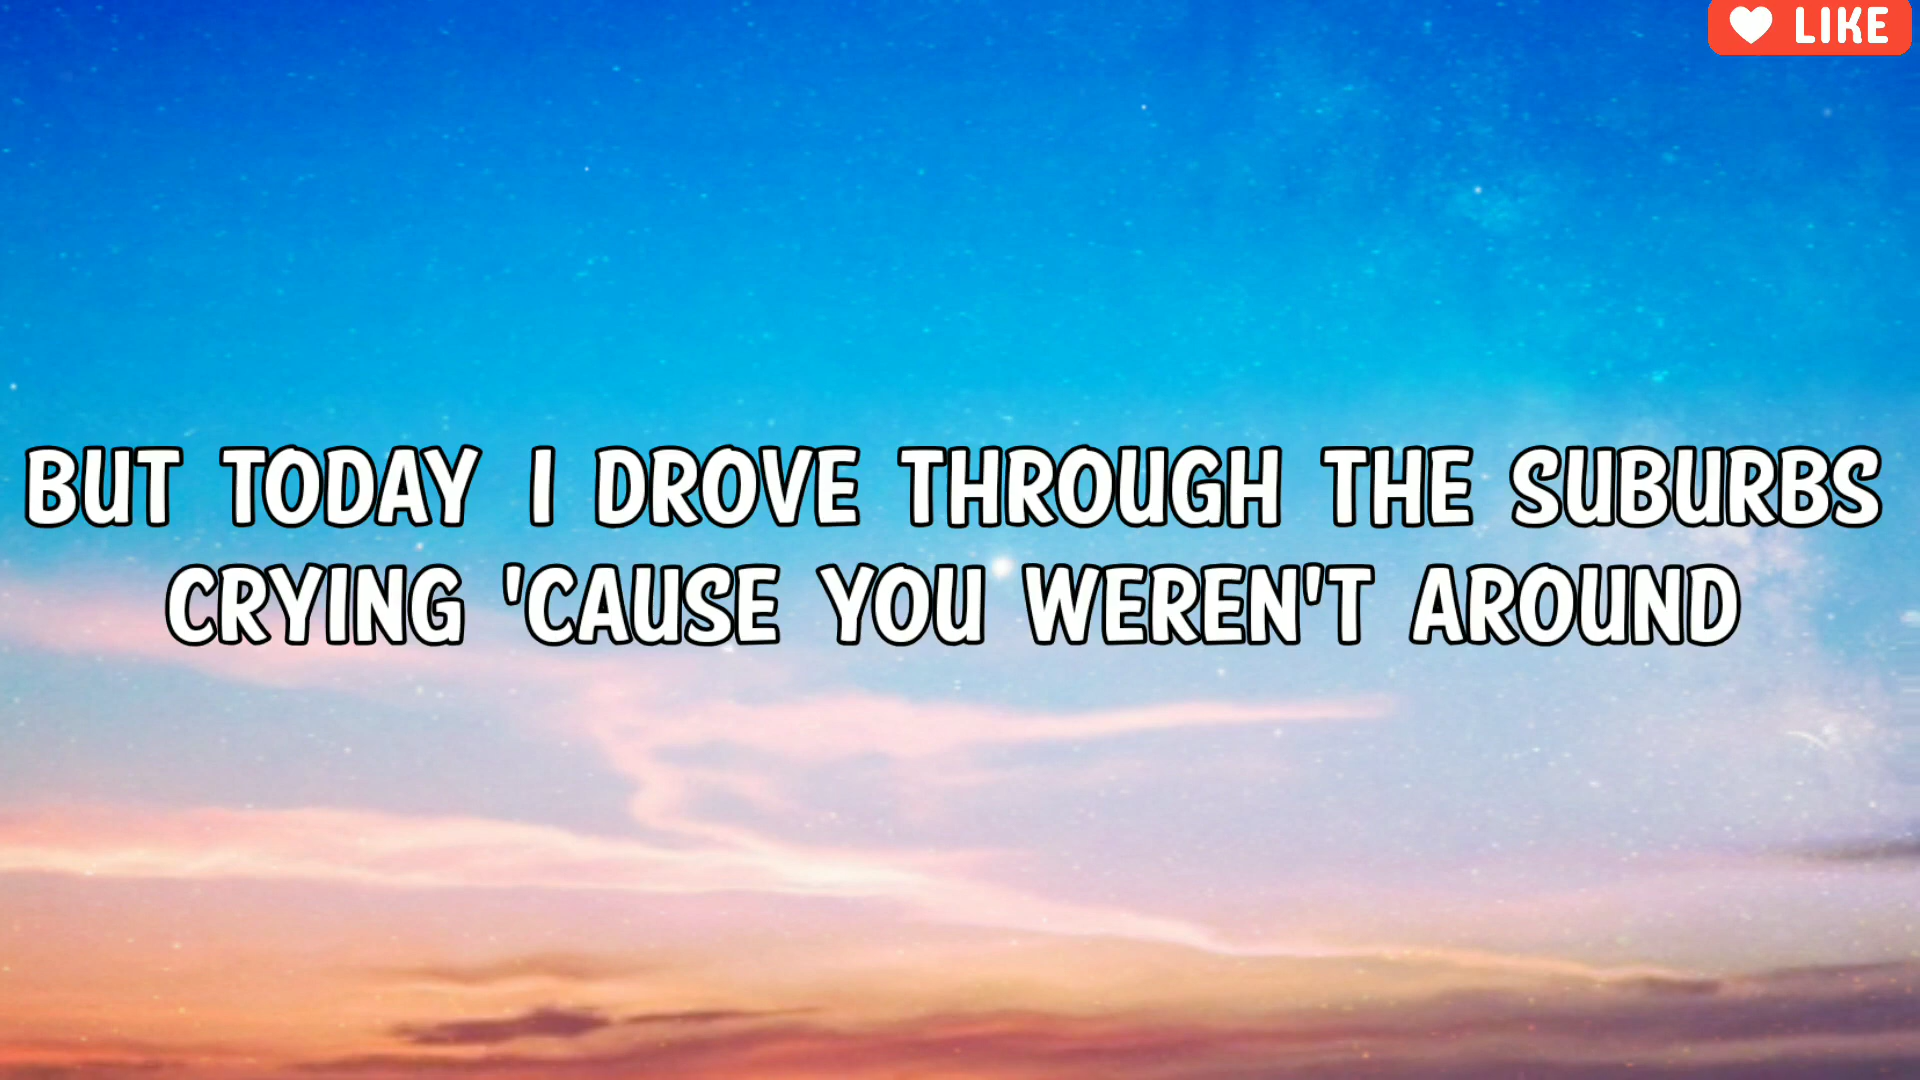 LIKE
BUT TODAY I DROVE THROUGH THE SUBURBS
CRYING 'CAUSE YOU WEREN'T AROUND